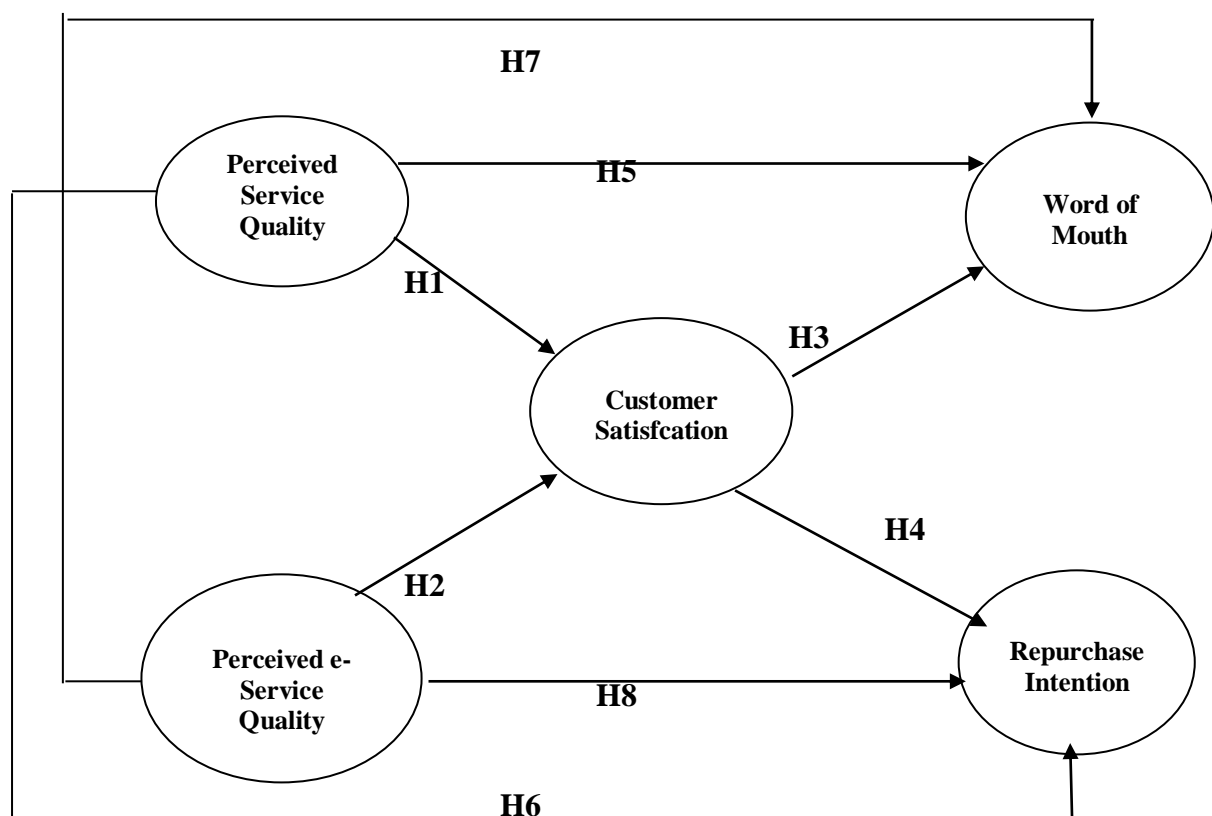 H7
Perceived
Service
Quality
H5
Word of
Mouth
H1
H3
Customer
Satisfcation
H4
H2
Perceived e-
Service
Quality
H8
Repurchase
Intention
H6